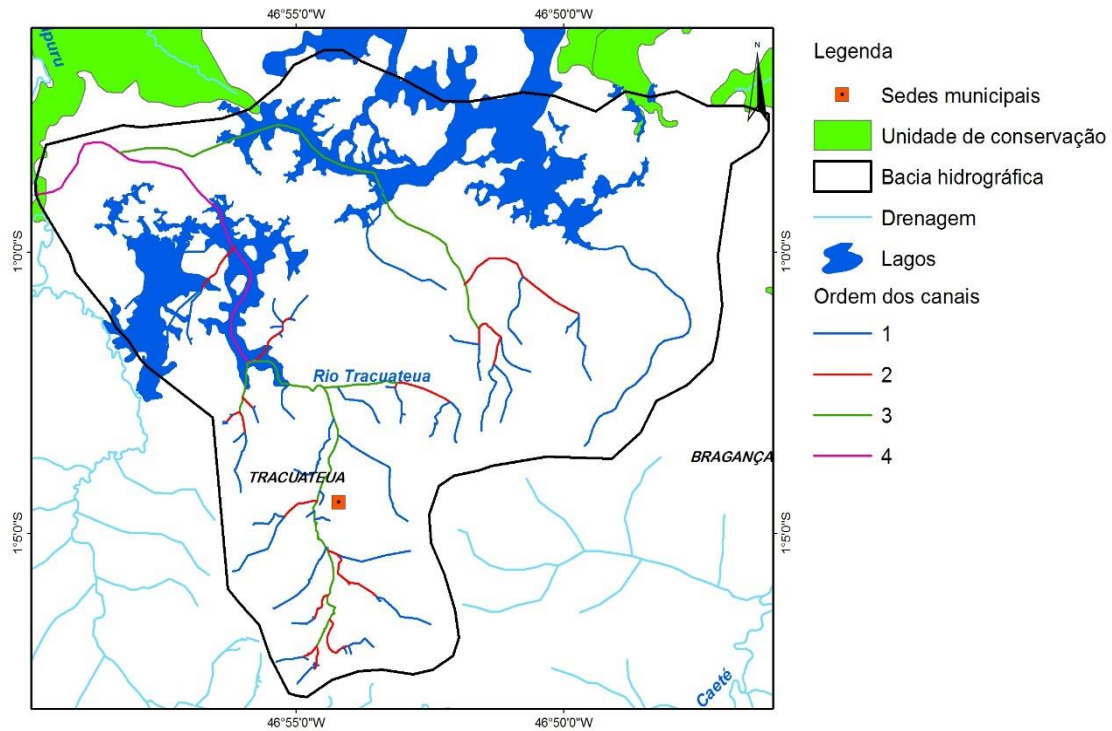 46°55'0"W
46°50'0"W
N
1°0'0"S
1°0'0"S
Rio Tracuateua
BRAGANÇA
TRACUATEUA
1°5'0"S
1°5'0"S
Caeté
46°55'0"W
46°50'0"W
Legenda
Sedes municipais
Unidade de conservação
Bacia hidrográfica
Drenagem
Lagos
Ordem dos canais
1
2
3
4